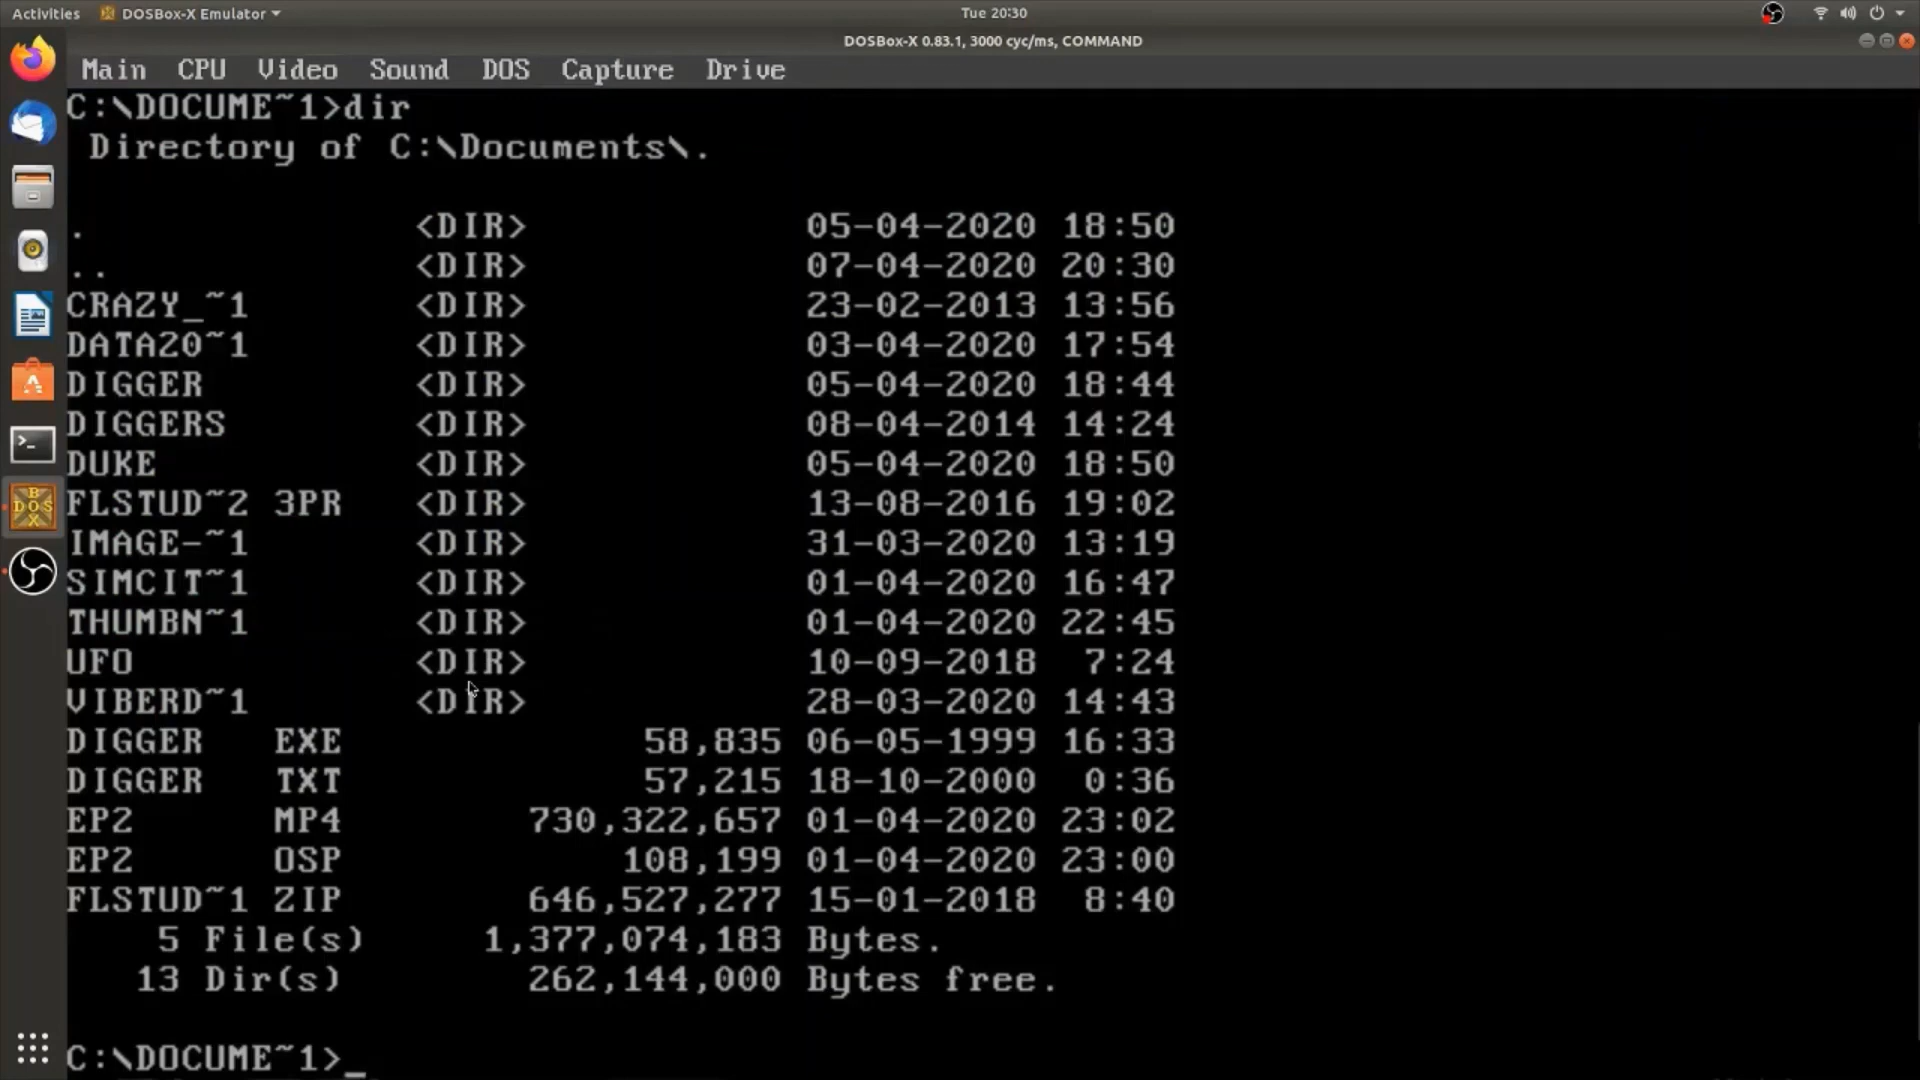 Activities DOSBox-X Emulator Tue 20:30
DOSBox-X 0.83.1, 3000 cyc/ms, COMMAND
Main CPU Video Sound DOS Capture Drive
C:\DOCUME~1>dir
Directory of C:\Documents\.
. <DIR> 05-04-2020 18:50
.. <DIR> 07-04-2020 20:30
CRAZY_~1 <DIR> 23-02-2013 13:56
DATA20~1 <DIR> 03-04-2020 17:54
DIGGER <DIR> 05-04-2020 18:44
DIGGERS <DIR> 08-04-2014 14:24
DUKE <DIR> 05-04-2020 18:50
FLSTUD~2 3PR <DIR> 13-08-2016 19:02
IMAGE-~1 <DIR> 31-03-2020 13:19
SIMCIT~1 <DIR> 01-04-2020 16:47
THUMBN~1 <DIR> 01-04-2020 22:45
UFO <DIR> 10-09-2018 7:24
VIBERD~1 <DIR> 28-03-2020 14:43
DIGGER EXE 58,835 06-05-1999 16:33
DIGGER TXT 57,215 18-10-2000 0:36
EP2 MP4 730,322,657 01-04-2020 23:02
EP2 OSP 108,199 01-04-2020 23:00
FLSTUD~1 ZIP 646,527,277 15-01-2018 8:40
5 File(s) 1,377,074,183 Bytes.
13 Dir(s) 262,144,000 Bytes free.
C:\DOCUME~1>_
B
DOS
X